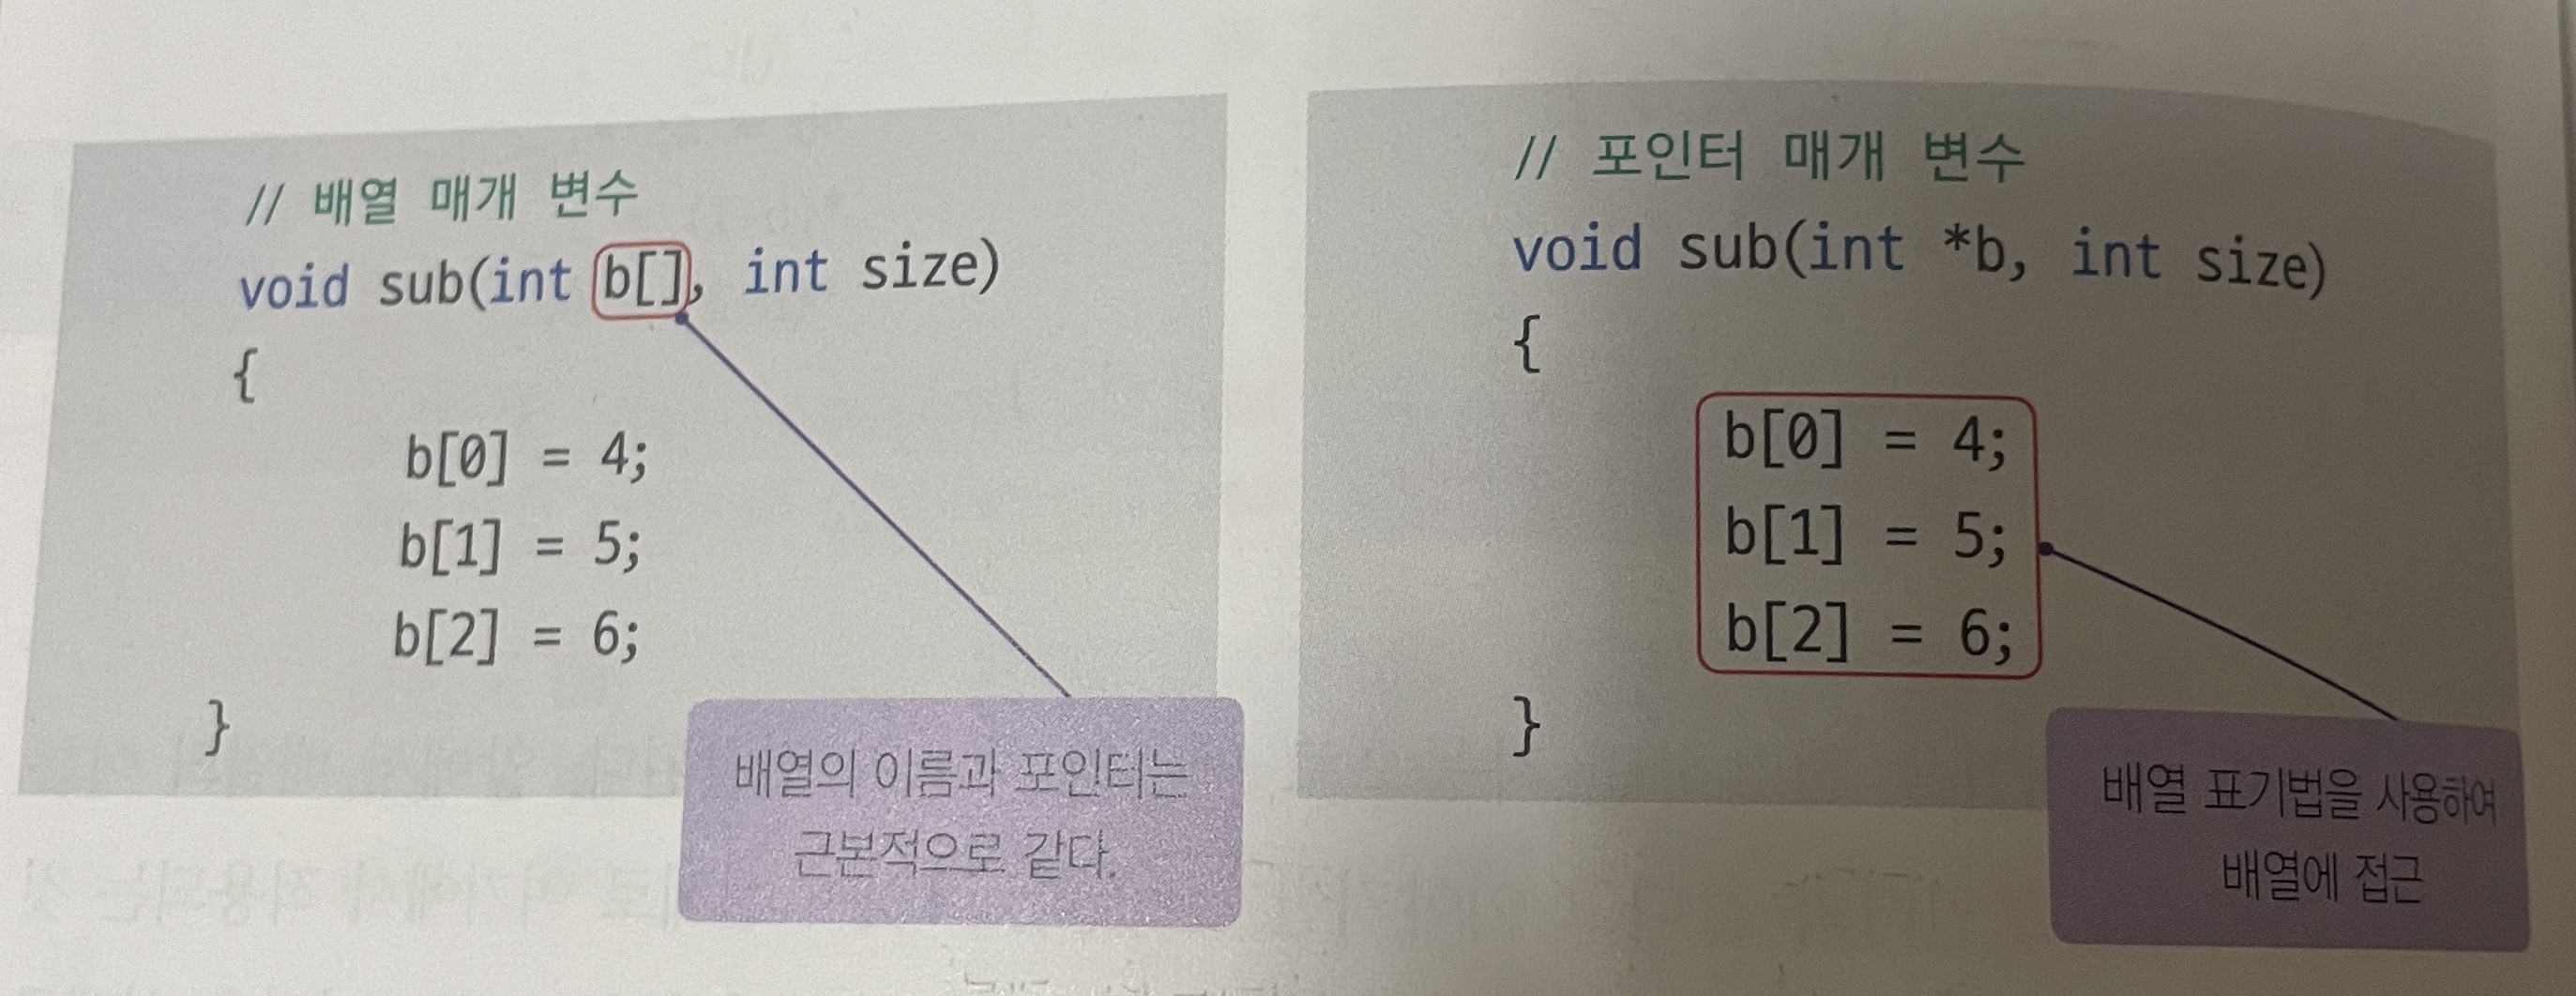 // 배열 매개 변수
void sub(int b[], int size)
{
b[0] = 4;
b[1] = 5;
b[2] = 6;
}
배열의 이름과 포인터는
근본적으로 같다.
// 포인터 매개 변수
void sub(int *b, int size)
{
b[0] = 4;
b[1] = 5;
b[2] = 6;
}
배열 표기법을 사용하여
배열에 접근